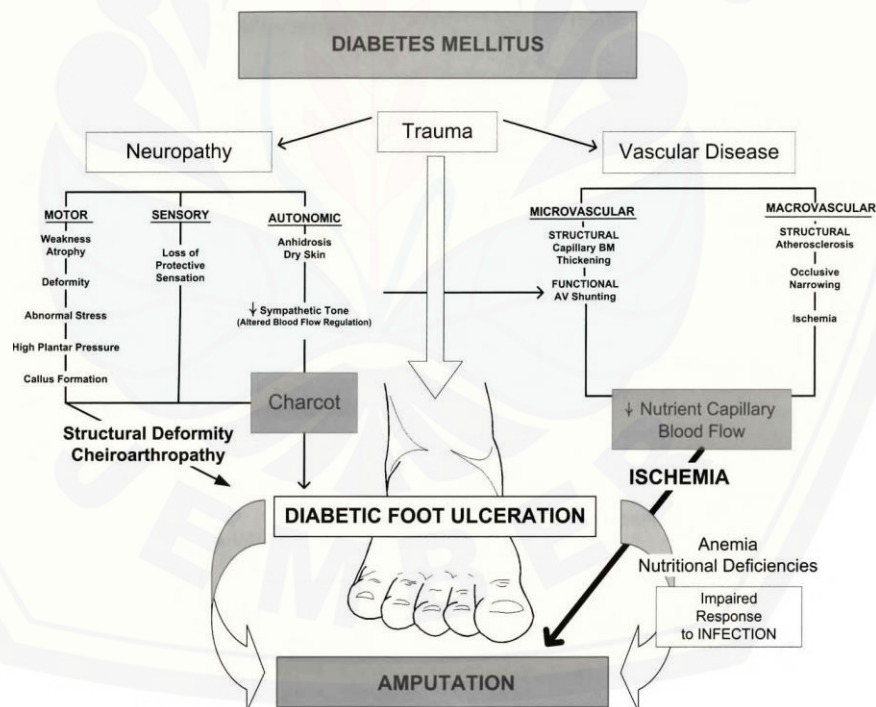 DIABETES MELLITUS
Trauma
Neuropathy
Vascular Disease
MOTOR
Weakness
Atrophy
Deformity
Abnormal Stress
High Plantar Pressure
Callus Formation
SENSORY
Loss of
Protective
Sensation
AUTONOMIC
Anhidrosis
Dry Skin
↓ Sympathetic Tone
(Altered Blood Flow Regulation)
MICROVASCULAR
STRUCTURAL
Capillary BM
Thickening
FUNCTIONAL
AV Shunting
MACROVASCULAR
STRUCTURAL
Atherosclerosis
Occlusive
Narrowing
Ischemia
Charcot
↓ Nutrient Capillary
Blood Flow
Structural Deformity
Cheiroarthropathy
ISCHEMIA
DIABETIC FOOT ULCERATION
Anemia
Nutritional Deficiencies
Impaired
Response
to INFECTION
AMPUTATION